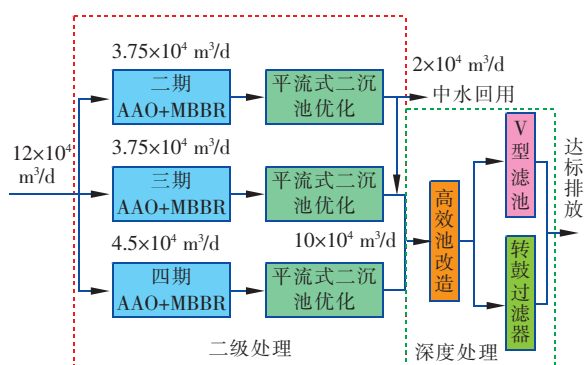 3.75×10⁴ m³/d
二期
AAO+MBBR
平流式二沉
池优化
2×10⁴ m³/d
中水回用
12×10⁴
m³/d
3.75×10⁴ m³/d
三期
AAO+MBBR
平流式二沉
池优化
4.5×10⁴ m³/d
四期
AAO+MBBR
平流式二沉
池优化
10×10⁴ m³/d
高效池改造
V型滤池
转鼓过滤器
达标排放
二级处理
深度处理